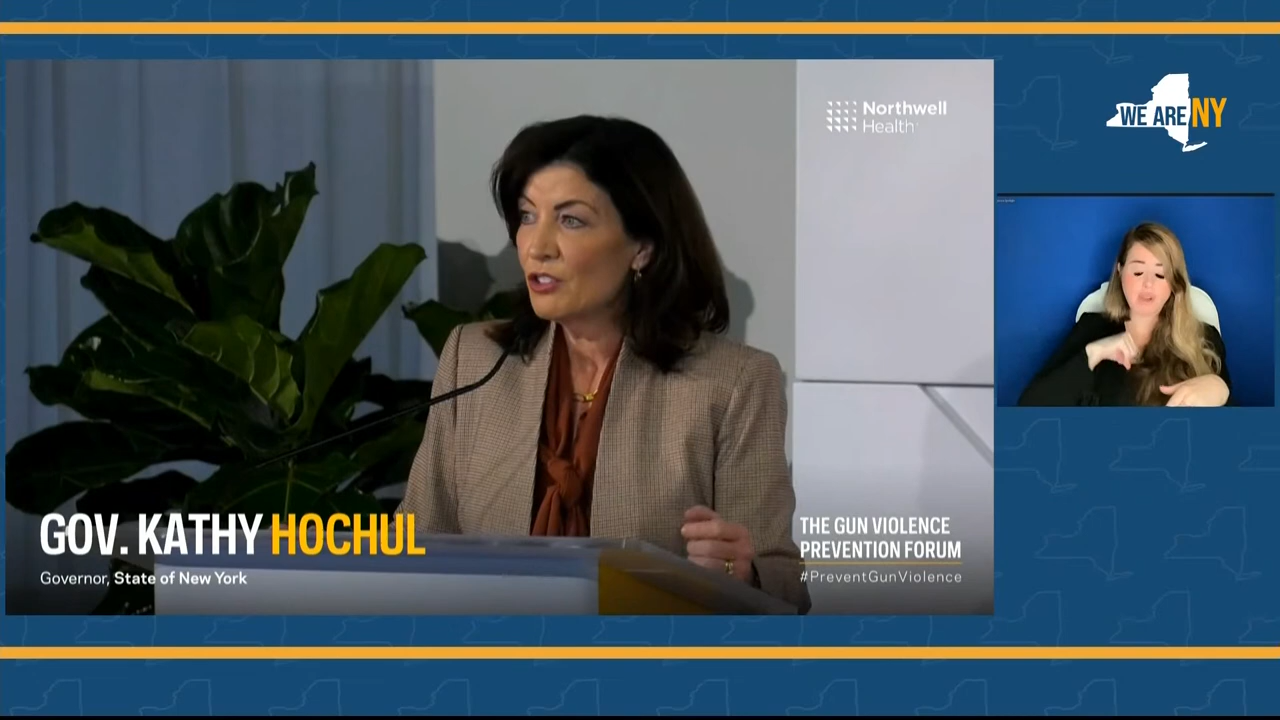 Northwell
Health
WE ARE NY
GOV. KATHY HOCHUL
Governor, State of New York
THE GUN VIOLENCE
PREVENTION FORUM
#PreventGunViolence